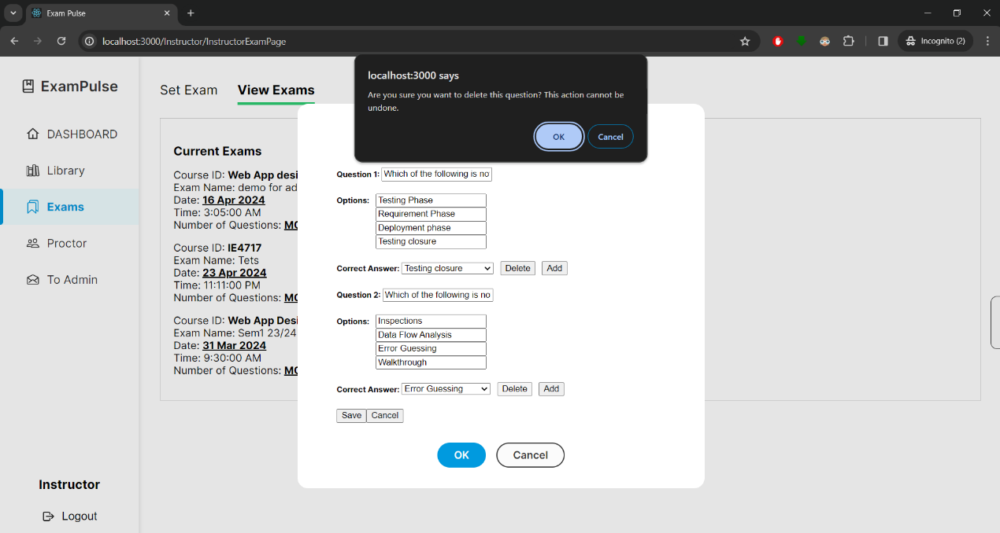 Exam Pulse
localhost:3000/Instructor/InstructorExamPage
Incognito (2)
ExamPulse
DASHBOARD
Library
Exams
Proctor
To Admin
Instructor
Logout
Set Exam View Exams
Current Exams
Course ID: Web App desi
Exam Name: demo for ad
Date: 16 Apr 2024
Time: 3:05:00 AM
Number of Questions: MC
Course ID: IE4717
Exam Name: Tets
Date: 23 Apr 2024
Time: 11:11:00 PM
Number of Questions: MC
Course ID: Web App Desi
Exam Name: Sem1 23/24
Date: 31 Mar 2024
Time: 9:30:00 AM
Number of Questions: MC
localhost:3000 says
Are you sure you want to delete this question? This action cannot be
undone.
OK Cancel
Question 1: Which of the following is no
Options: Testing Phase
Requirement Phase
Deployment phase
Testing closure
Correct Answer: Testing closure Delete Add
Question 2: Which of the following is no
Options: Inspections
Data Flow Analysis
Error Guessing
Walkthrough
Correct Answer: Error Guessing Delete Add
Save Cancel
OK Cancel